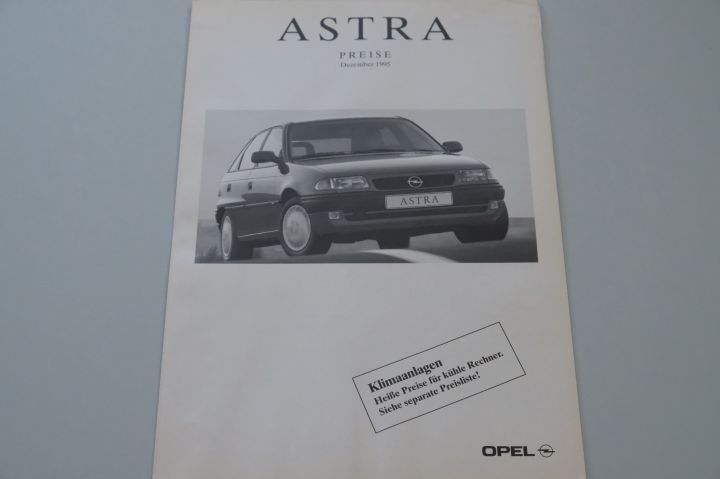 ASTRA
PREISE
Dezember 1995
ASTRA
Klimaanlagen
Heiße Preise für kühle Rechner.
Siehe separate Preisliste!
OPEL